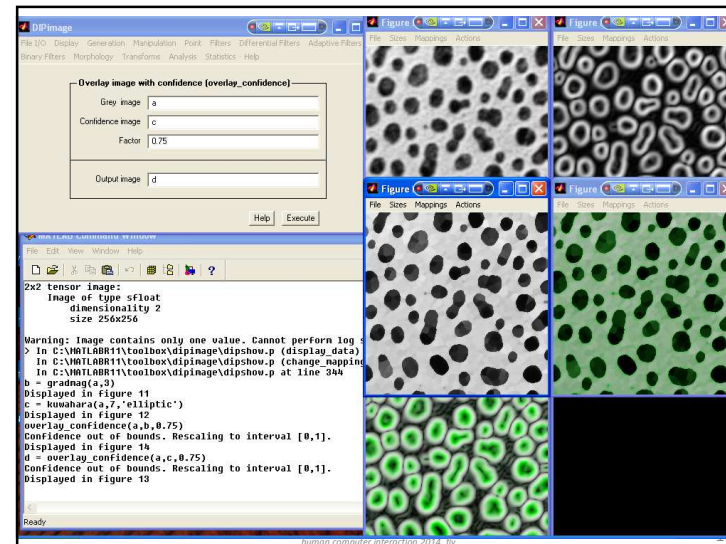 DIPimage
File I/O Display Generation Manipulation Point Filters Differential Filters Adaptive Filters
Binary Filters Morphology Transforms Analysis Statistics Help
Overlay image with confidence (overlay_confidence)
Grey image a
Confidence image c
Factor 0.75
Output image d
Help Execute
MATLAB Command Window
File Edit View Window Help
2x2 tensor image:
Image of type sfloat
dimensionality 2
size 256x256
Warning: Image contains only one value. Cannot perform log s
> In C:\MATLABR11\toolbox\dipimage\dipshow.p (display_data)
In C:\MATLABR11\toolbox\dipimage\dipshow.p (change_mapping
In C:\MATLABR11\toolbox\dipimage\dipshow.p at line 344
b = gradmag(a,3)
Displayed in figure 11
c = kuwahara(a,7,'elliptic')
Displayed in figure 12
overlay_confidence(a,b,0.75)
Confidence out of bounds. Rescaling to interval [0,1].
Displayed in figure 14
d = overlay_confidence(a,c,0.75)
Confidence out of bounds. Rescaling to interval [0,1].
Displayed in figure 13
Ready
Figure
File Sizes Mappings Actions
Figure
File Sizes Mappings Actions
Figure
File Sizes Mappings Actions
Figure
File Sizes Mappings Actions
human computer interaction 2014